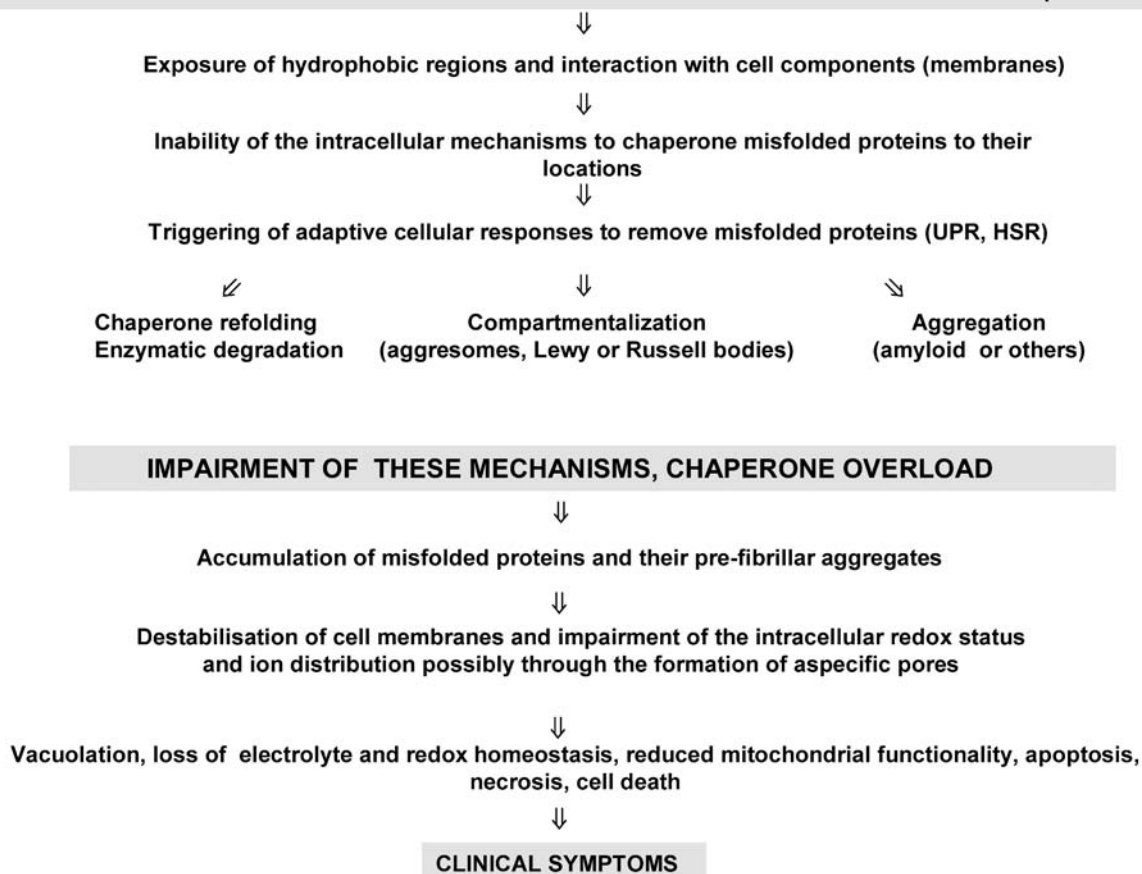 ⇓
Exposure of hydrophobic regions and interaction with cell components (membranes)
⇓
Inability of the intracellular mechanisms to chaperone misfolded proteins to their
locations
⇓
Triggering of adaptive cellular responses to remove misfolded proteins (UPR, HSR)
⇙ ⇓ ⇘
Chaperone refolding Compartmentalization Aggregation
Enzymatic degradation (aggresomes, Lewy or Russell bodies) (amyloid or others)
IMPAIRMENT OF THESE MECHANISMS, CHAPERONE OVERLOAD
⇓
Accumulation of misfolded proteins and their pre-fibrillar aggregates
⇓
Destabilisation of cell membranes and impairment of the intracellular redox status
and ion distribution possibly through the formation of aspecific pores
⇓
Vacuolation, loss of electrolyte and redox homeostasis, reduced mitochondrial functionality, apoptosis,
necrosis, cell death
⇓
CLINICAL SYMPTOMS